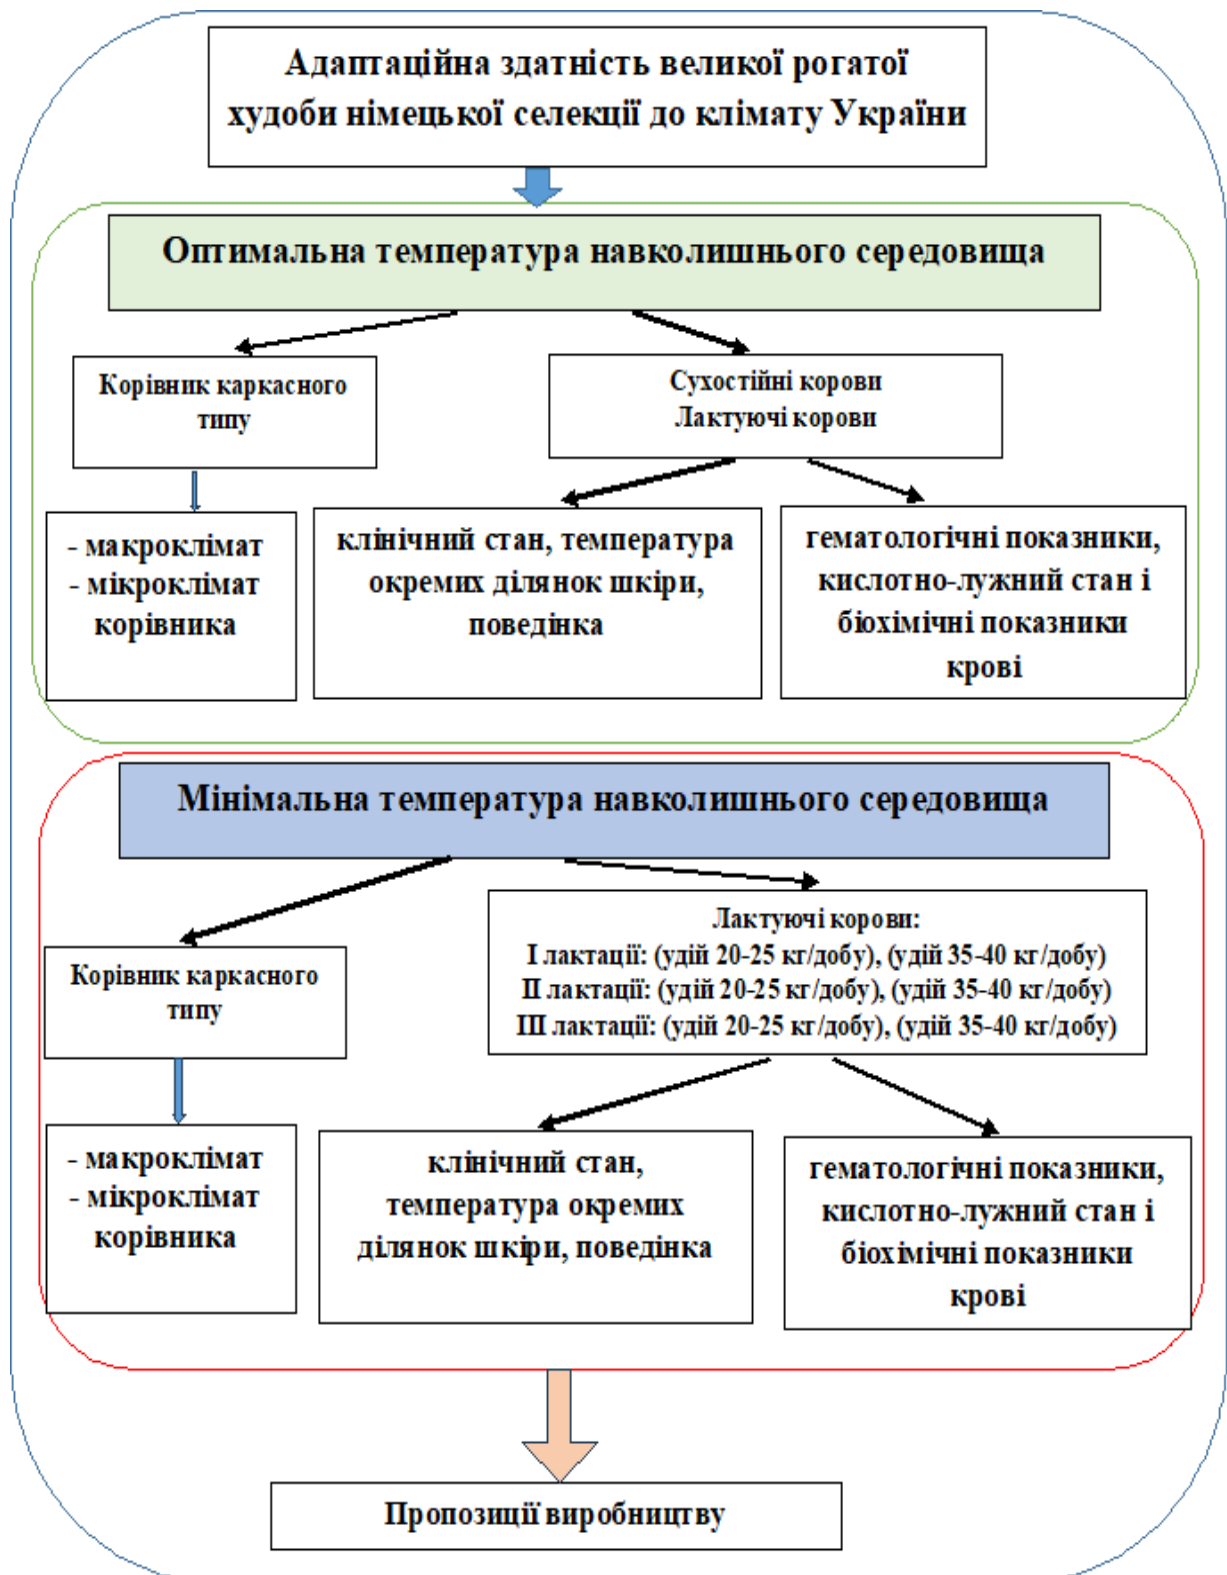 Адаптаційна здатність великої рогатої
худоби німецької селекції до клімату України
Оптимальна температура навколишнього середовища
Корівник каркасного
типу
Сухостійні корови
Лактуючі корови
- макроклімат
- мікроклімат
корівника
клінічний стан, температура
окремих ділянок шкіри,
поведінка
гематологічні показники,
кислотно-лужний стан і
біохімічні показники
крові
Мінімальна температура навколишнього середовища
Корівник каркасного
типу
Лактуючі корови:
І лактації: (удій 20-25 кг/добу), (удій 35-40 кг/добу)
ІІ лактації: (удій 20-25 кг/добу), (удій 35-40 кг/добу)
ІІІ лактації: (удій 20-25 кг/добу), (удій 35-40 кг/добу)
- макроклімат
- мікроклімат
корівника
клінічний стан,
температура окремих
ділянок шкіри, поведінка
гематологічні показники,
кислотно-лужний стан і
біохімічні показники
крові
Пропозиції виробництву